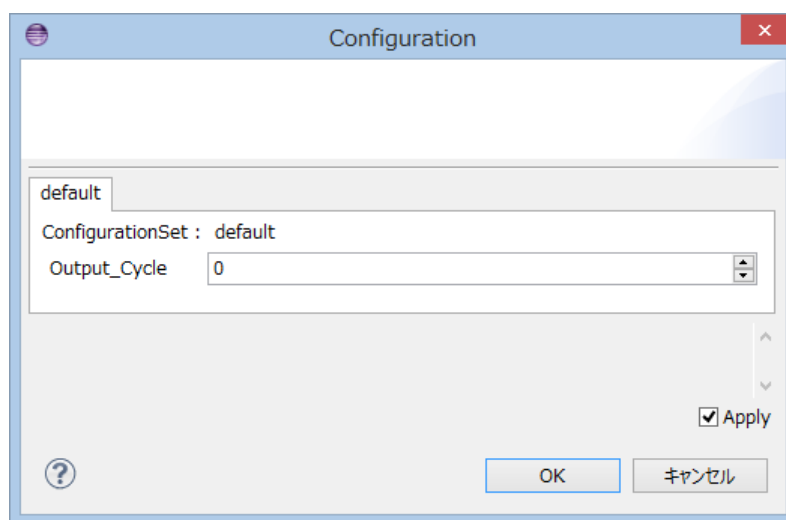 Configuration
default
ConfigurationSet : default
Output_Cycle 0
Apply
OK キャンセル